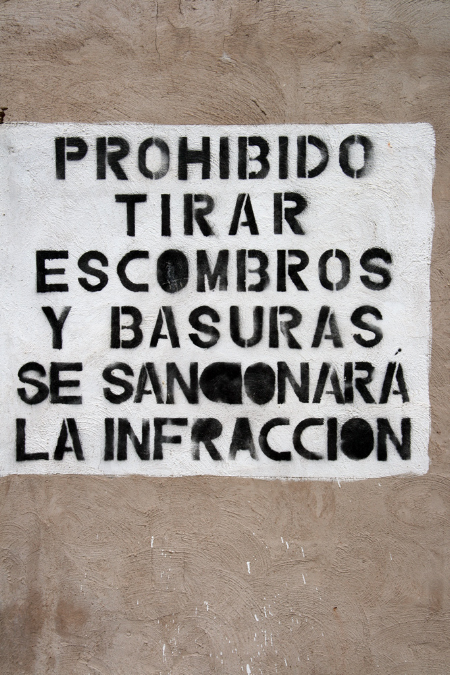 PROHIBIDO
TIRAR
ESCOMBROS
Y BASURAS
SE SANCIONARÁ
LA INFRACCION